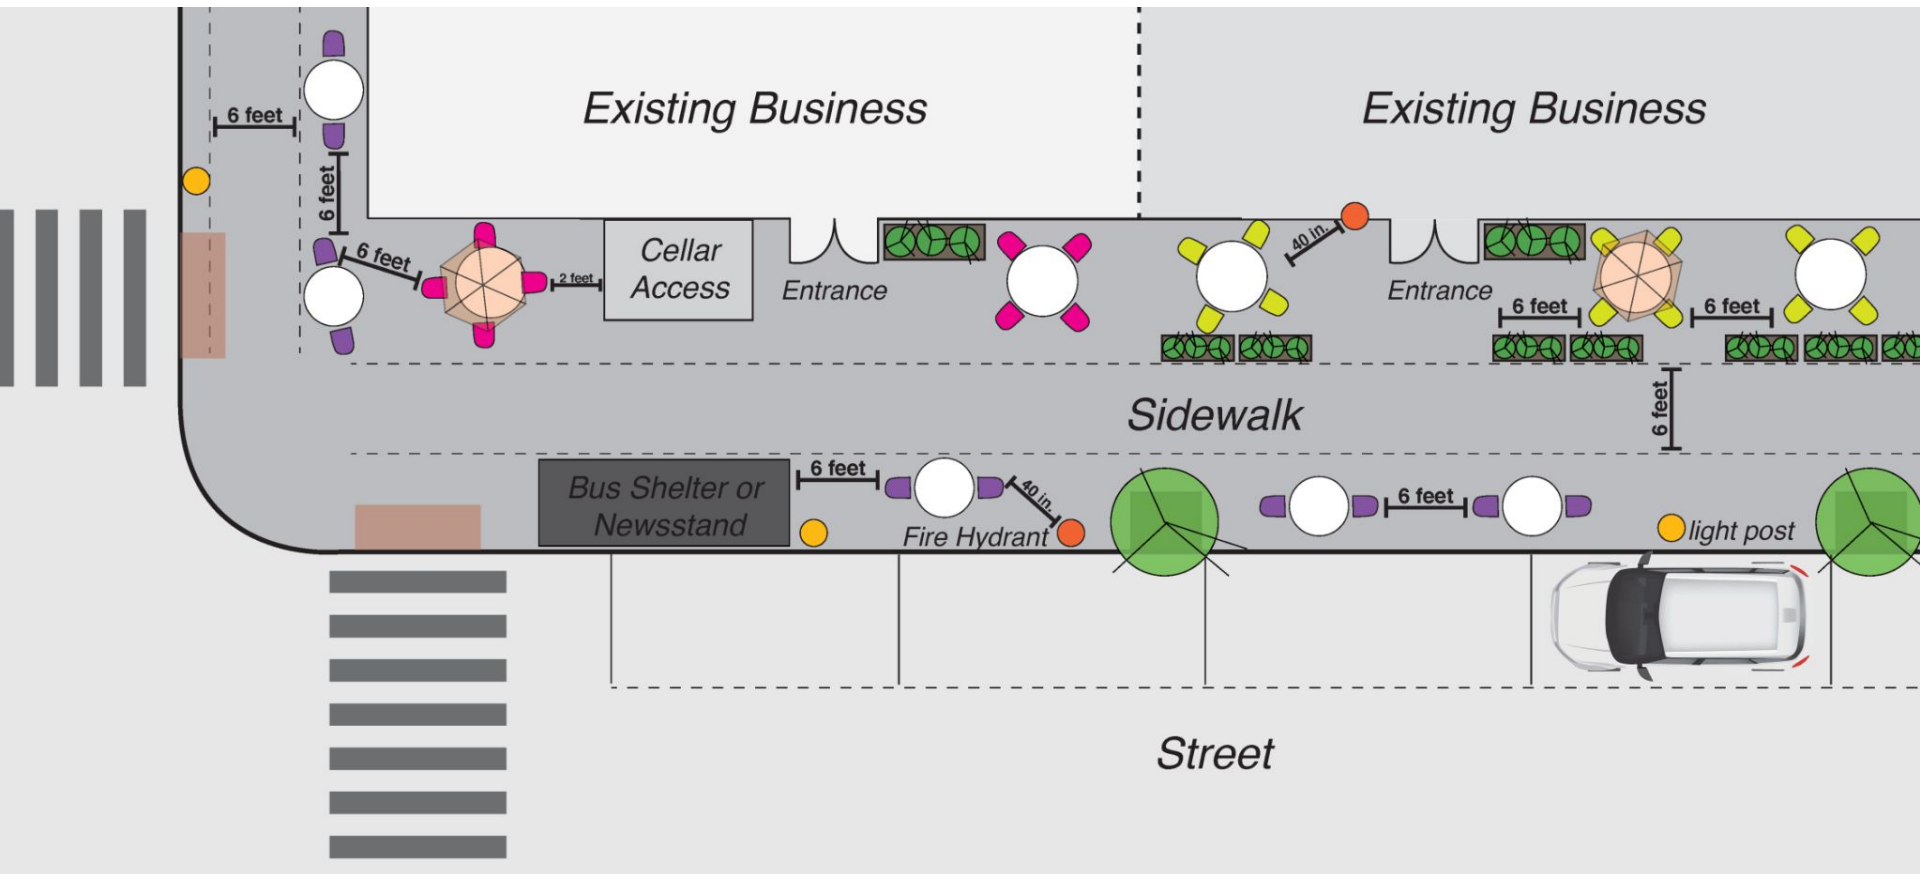 Existing Business
Existing Business
6 feet
6 feet
6 feet
2 feet
Cellar
Access
Entrance
40 in.
Entrance
6 feet
6 feet
Sidewalk
6 feet
Bus Shelter or
Newsstand
6 feet
40 in.
Fire Hydrant
6 feet
light post
Street